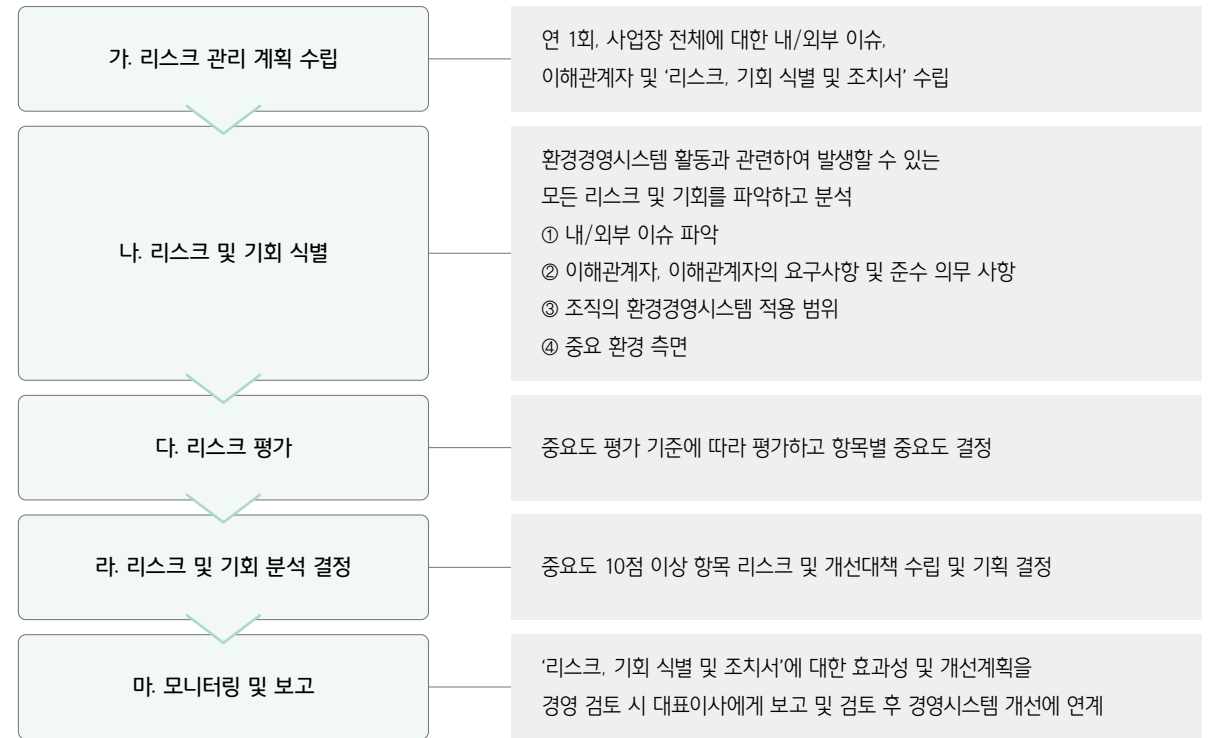 가. 리스크 관리 계획 수립
연 1회, 사업장 전체에 대한 내/외부 이슈,
이해관계자 및 ‘리스크, 기회 식별 및 조치서’ 수립
나. 리스크 및 기회 식별
환경경영시스템 활동과 관련하여 발생할 수 있는
모든 리스크 및 기회를 파악하고 분석
① 내/외부 이슈 파악
② 이해관계자, 이해관계자의 요구사항 및 준수 의무 사항
③ 조직의 환경경영시스템 적용 범위
④ 중요 환경 측면
다. 리스크 평가
중요도 평가 기준에 따라 평가하고 항목별 중요도 결정
라. 리스크 및 기회 분석 결정
중요도 10점 이상 항목 리스크 및 개선대책 수립 및 기획 결정
마. 모니터링 및 보고
‘리스크, 기회 식별 및 조치서’에 대한 효과성 및 개선계획을
경영 검토 시 대표이사에게 보고 및 검토 후 경영시스템 개선에 연계